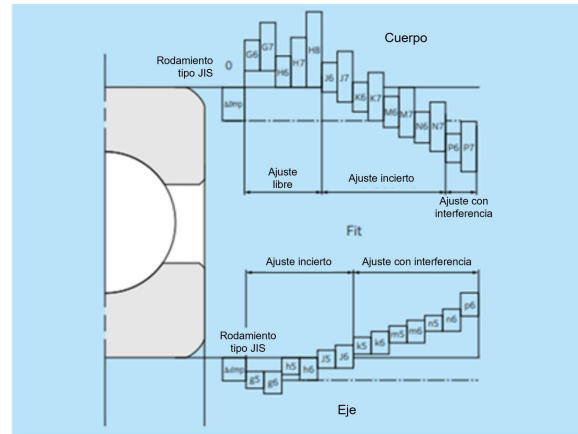 Cuerpo
Rodamiento
tipo JIS
0
G6
G7
H6
H7
H8
J6
J7
K6
K7
M6
M7
N6
N7
P6
P7
Δdmp
Ajuste
libre
Ajuste incierto
Ajuste con
interferencia
Fit
Ajuste incierto
Ajuste con interferencia
Rodamiento
tipo JIS
Δdmp
g5
g6
h5
h6
J5
J6
k5
k6
m5
m6
n5
n6
p6
Eje